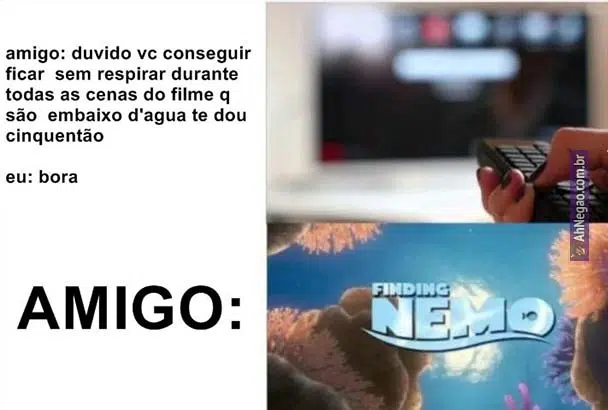 amigo: duvido vc conseguir
ficar sem respirar durante
todas as cenas do filme q
são embaixo d'agua te dou
cinquentão
eu: bora
AhNegao.com.br
AMIGO:
FINDING
NEMO